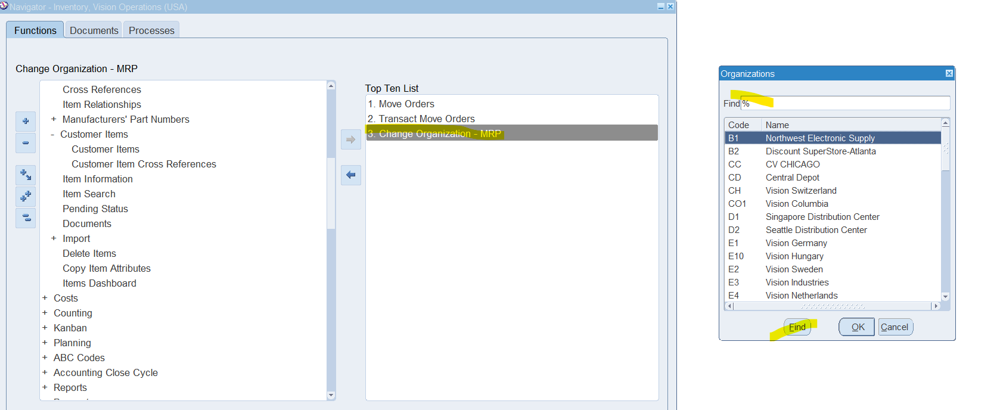 Navigator - Inventory, Vision Operations (USA)
Functions
Documents
Processes
Change Organization - MRP
Cross References
Item Relationships
+ Manufacturers' Part Numbers
- Customer Items
Customer Items
Customer Item Cross References
Item Information
Item Search
Pending Status
Documents
+ Import
Delete Items
Copy Item Attributes
Items Dashboard
+ Costs
+ Counting
+ Kanban
+ Planning
+ ABC Codes
+ Accounting Close Cycle
+ Reports
Top Ten List
1. Move Orders
2. Transact Move Orders
3. Change Organization - MRP
Organizations
Find %
Code Name
B1 Northwest Electronic Supply
B2 Discount SuperStore-Atlanta
CC CV CHICAGO
CD Central Depot
CH Vision Switzerland
CO1 Vision Columbia
D1 Singapore Distribution Center
D2 Seattle Distribution Center
E1 Vision Germany
E10 Vision Hungary
E2 Vision Sweden
E3 Vision Industries
E4 Vision Netherlands
Find OK Cancel